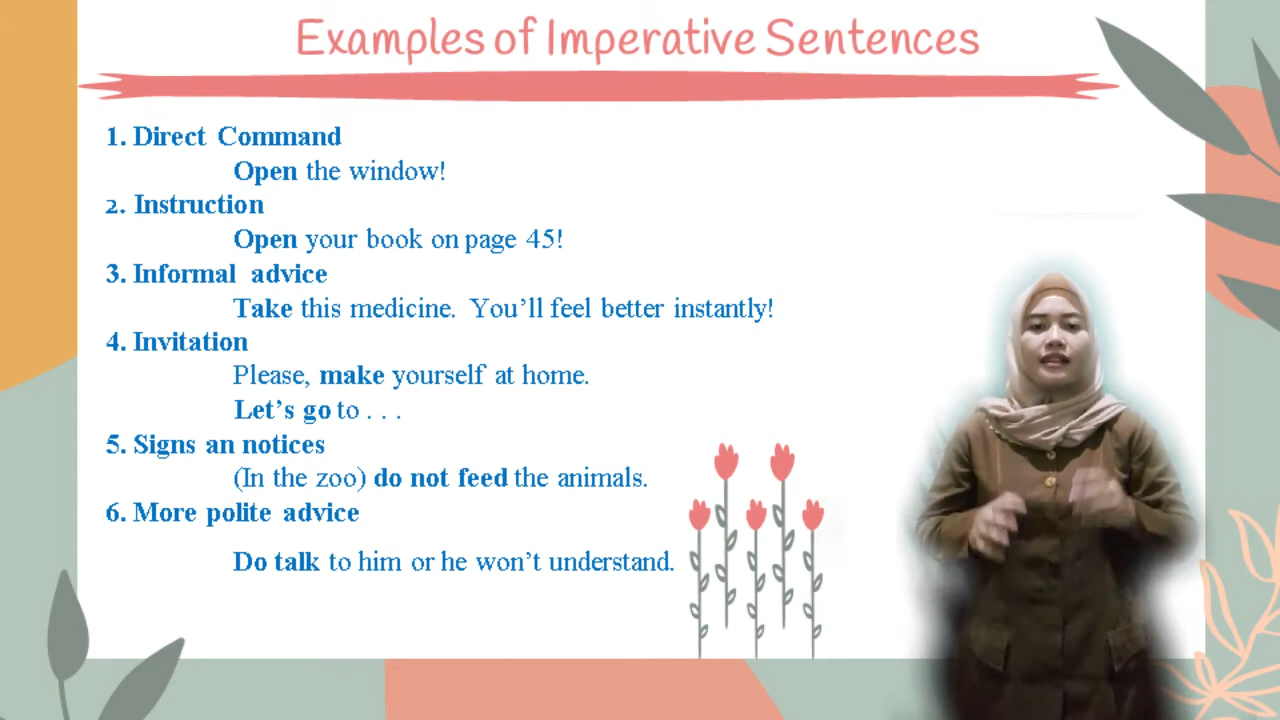 Examples of Imperative Sentences
1. Direct Command
Open the window!
2. Instruction
Open your book on page 45!
3. Informal advice
Take this medicine. You’ll feel better instantly!
4. Invitation
Please, make yourself at home.
Let’s go to . . .
5. Signs an notices
(In the zoo) do not feed the animals.
6. More polite advice
Do talk to him or he won’t understand.